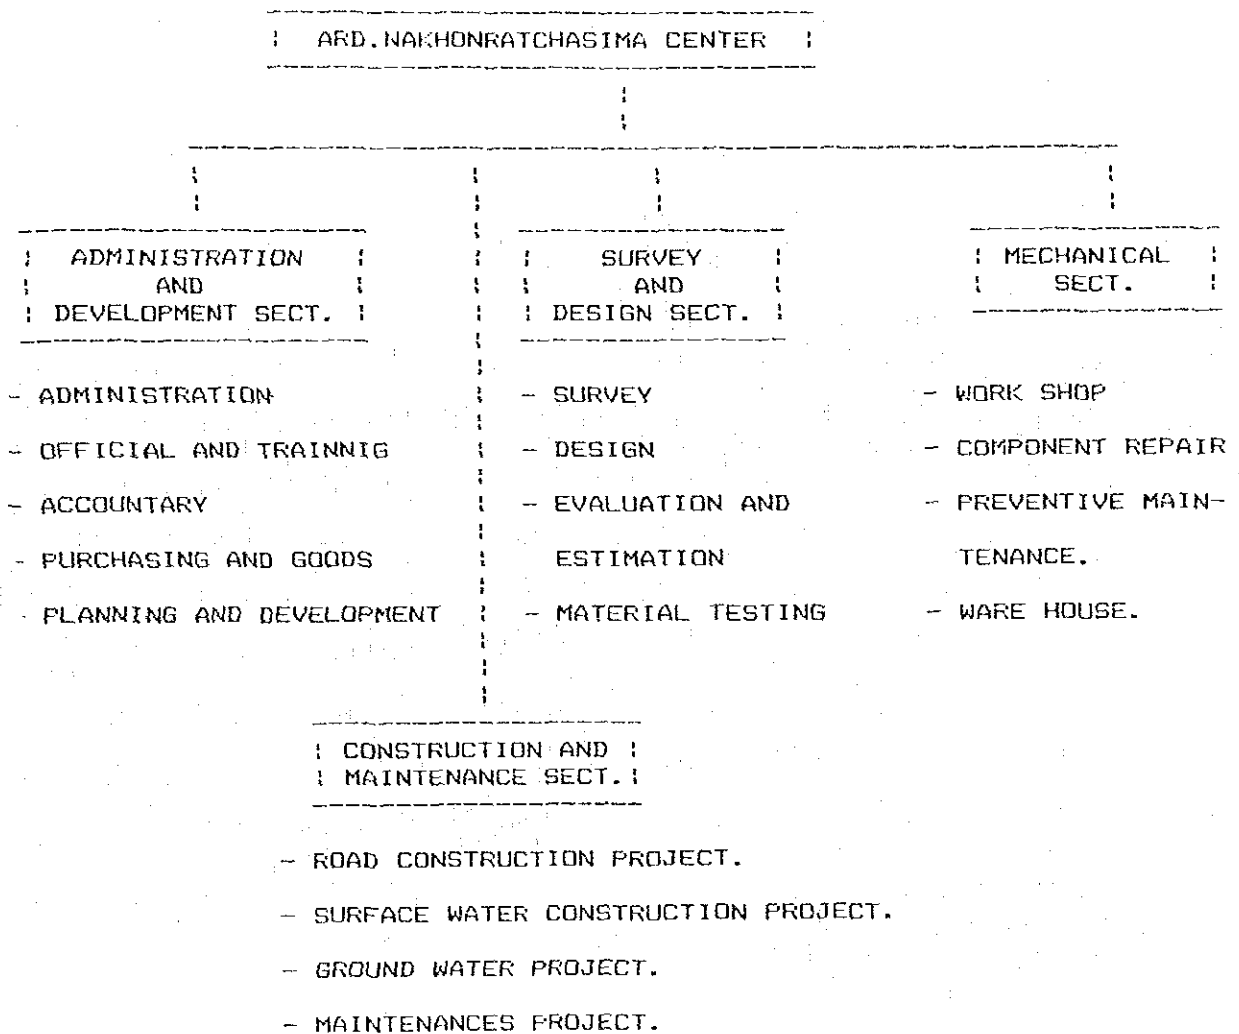 ARD.NAKHONRATCHASIMA CENTER
ADMINISTRATION
AND
DEVELOPMENT SECT.
- ADMINISTRATION
- OFFICIAL AND TRAINNIG
- ACCOUNTARY
- PURCHASING AND GOODS
- PLANNING AND DEVELOPMENT
SURVEY
AND
DESIGN SECT.
- SURVEY
- DESIGN
- EVALUATION AND
ESTIMATION
- MATERIAL TESTING
MECHANICAL
SECT.
- WORK SHOP
- COMPONENT REPAIR
- PREVENTIVE MAIN-
TENANCE.
- WARE HOUSE.
CONSTRUCTION AND
MAINTENANCE SECT.
- ROAD CONSTRUCTION PROJECT.
- SURFACE WATER CONSTRUCTION PROJECT.
- GROUND WATER PROJECT.
- MAINTENANCES PROJECT.